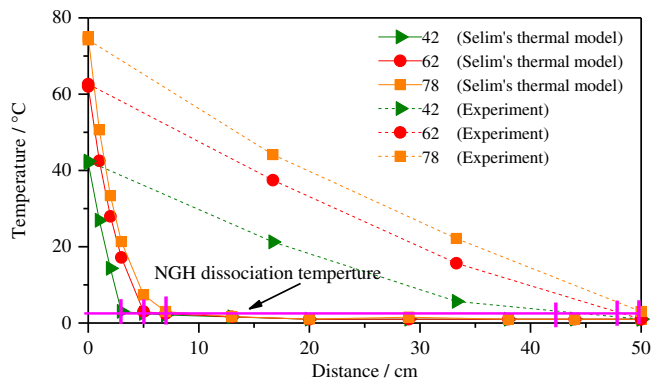 80
60
40
20
0
Temperature / °C
42 (Selim's thermal model)
62 (Selim's thermal model)
78 (Selim's thermal model)
42 (Experiment)
62 (Experiment)
78 (Experiment)
NGH dissociation temperture
0 10 20 30 40 50
Distance / cm